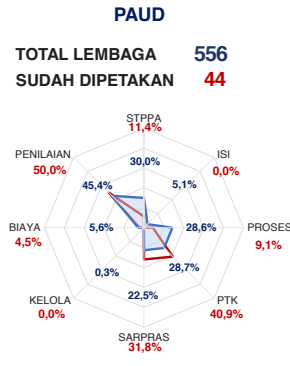 PAUD
TOTAL LEMBAGA 556
SUDAH DIPETAKAN 44
STPPA
11,4%
PENILAIAN
50,0%
ISI
0,0%
30,0%
45,4%
5,1%
BIAYA
4,5%
5,6%
28,6%
PROSES
9,1%
0,3%
28,7%
22,5%
KELOLA
0,0%
PTK
40,9%
SARPRAS
31,8%